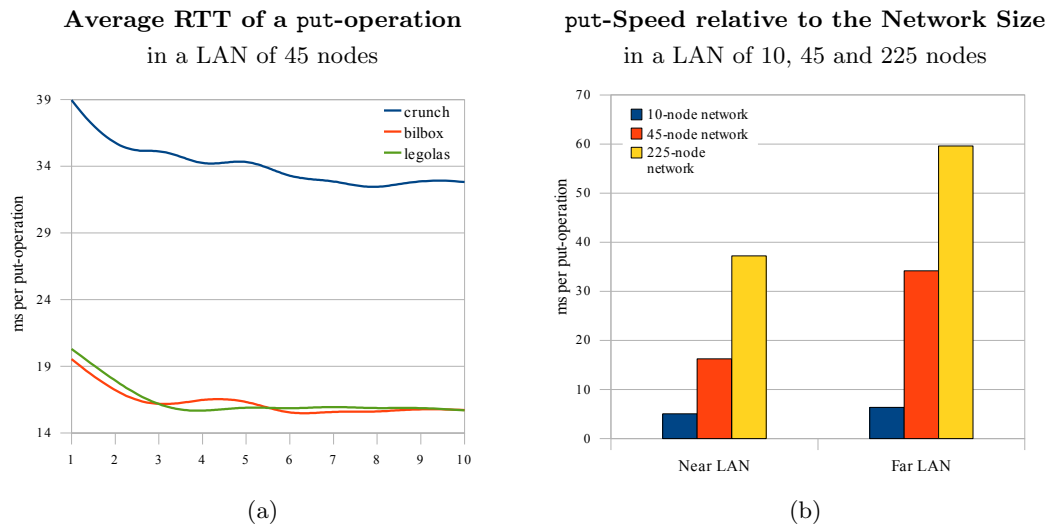 Average RTT of a put-operation
in a LAN of 45 nodes
39
34
29
24
19
14
ms per put-operation
crunch
bilbox
legolas
1 2 3 4 5 6 7 8 9 10
(a)
put-Speed relative to the Network Size
in a LAN of 10, 45 and 225 nodes
70
60
50
40
30
20
10
0
ms per put-operation
10-node network
45-node network
225-node
network
Near LAN Far LAN
(b)